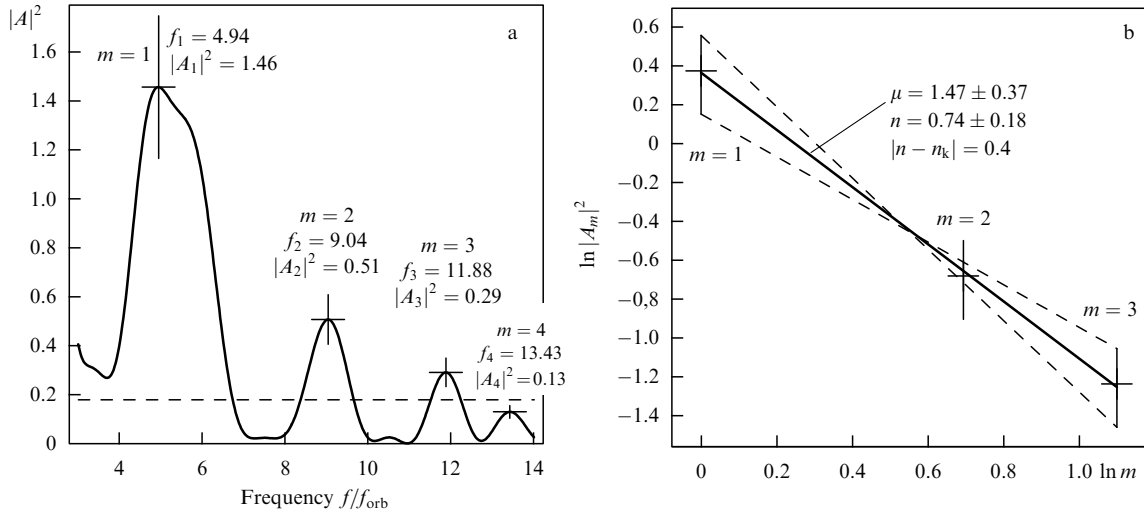 |A|²
a
1.6
1.4
1.2
1.0
0.8
0.6
0.4
0.2
0
m = 1
f₁ = 4.94
|A₁|² = 1.46
m = 2
f₂ = 9.04
|A₂|² = 0.51
m = 3
f₃ = 11.88
|A₃|² = 0.29
m = 4
f₄ = 13.43
|A₄|² = 0.13
4 6 8 10 12 14
Frequency f/fₒᵣb
b
ln |Aₘ|²
0.6
0.4
0.2
0
−0.2
−0.4
−0.6
−0,8
−1.0
−1.2
−1.4
μ = 1.47 ± 0.37
n = 0.74 ± 0.18
|n − nₖ| = 0.4
m = 1
m = 2
m = 3
0 0.2 0.4 0.6 0.8 1.0 ln m